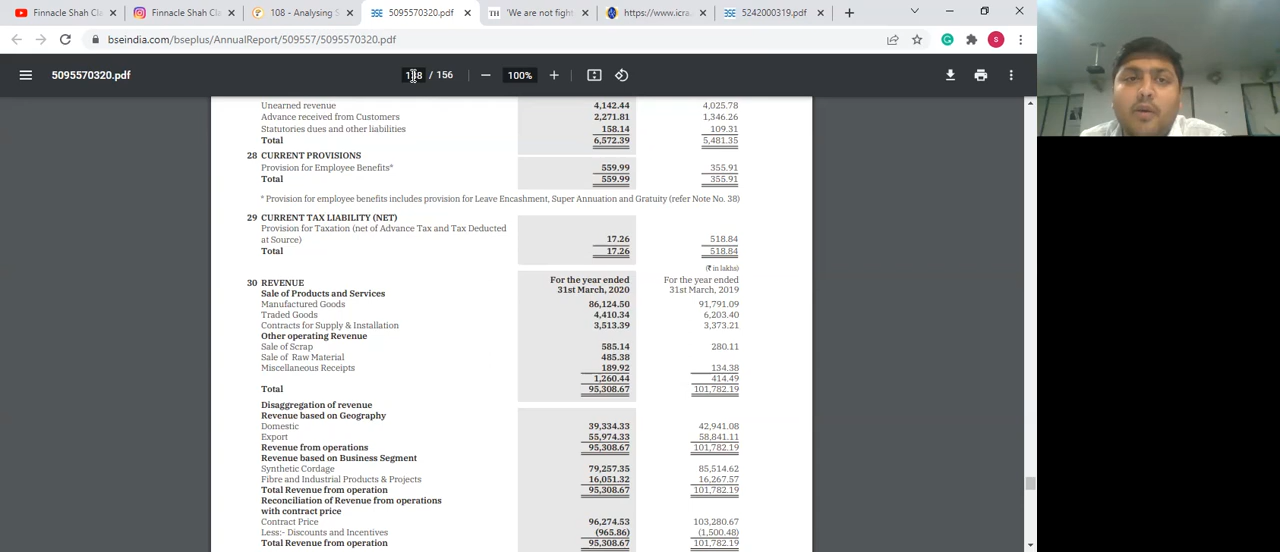 Finnacle Shah Cla
Finnacle Shah Cla
108 - Analysing S
5095570320.pdf
'We are not fight
https://www.icra.
5242000319.pdf
bseindia.com/bseplus/AnnualReport/509557/5095570320.pdf
5095570320.pdf
/ 156
100%
Unearned revenue 4,142.44 4,025.78
Advance received from Customers 2,271.81 1,346.26
Statutories dues and other liabilities 158.14 109.31
Total 6,572.39 5,481.35
28 CURRENT PROVISIONS
Provision for Employee Benefits* 559.99 355.91
Total 559.99 355.91
* Provision for employee benefits includes provision for Leave Encashment, Super Annuation and Gratuity (refer Note No. 38)
29 CURRENT TAX LIABILITY (NET)
Provision for Taxation (net of Advance Tax and Tax Deducted
at Source) 17.26 518.84
Total 17.26 518.84
(₹ in lakhs)
30 REVENUE For the year ended For the year ended
31st March, 2020 31st March, 2019
Sale of Products and Services
Manufactured Goods 86,124.50 91,791.09
Traded Goods 4,410.34 6,203.40
Contracts for Supply & Installation 3,513.39 3,373.21
Other operating Revenue
Sale of Scrap 585.14 280.11
Sale of Raw Material 485.38
Miscellaneous Receipts 189.92 134.38
1,260.44 414.49
Total 95,308.67 101,782.19
Disaggregation of revenue
Revenue based on Geography
Domestic 39,334.33 42,941.08
Export 55,974.33 58,841.11
Revenue from operations 95,308.67 101,782.19
Revenue based on Business Segment
Synthetic Cordage 79,257.35 85,514.62
Fibre and Industrial Products & Projects 16,051.32 16,267.57
Total Revenue from operation 95,308.67 101,782.19
Reconciliation of Revenue from operations
with contract price
Contract Price 96,274.53 103,280.67
Less:- Discounts and Incentives (965.86) (1,500.48)
Total Revenue from operation 95,308.67 101,782.19